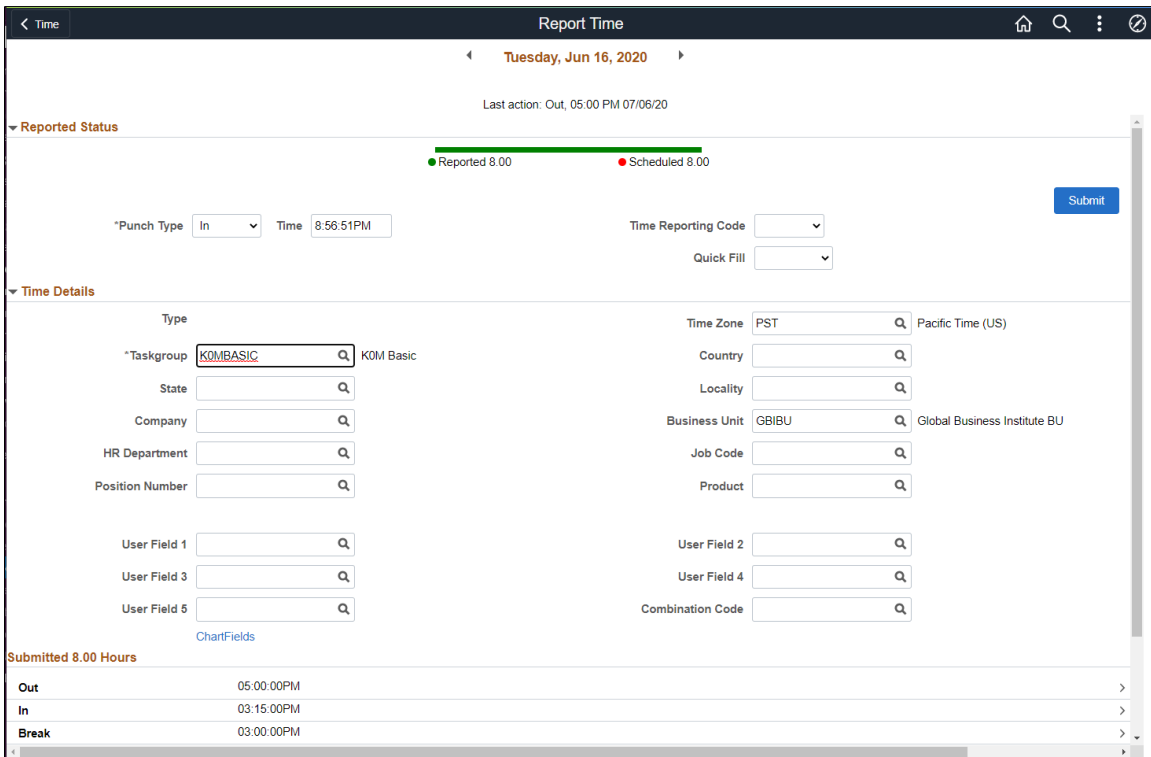 Time
Report Time
Tuesday, Jun 16, 2020
Last action: Out, 05:00 PM 07/06/20
Reported Status
Reported 8.00 Scheduled 8.00
Submit
*Punch Type In Time 8:56:51PM Time Reporting Code
Quick Fill
Time Details
Type Time Zone PST Pacific Time (US)
*Taskgroup K0MBASIC K0M Basic Country
State Locality
Company Business Unit GBIBU Global Business Institute BU
HR Department Job Code
Position Number Product
User Field 1 User Field 2
User Field 3 User Field 4
User Field 5 Combination Code
ChartFields
Submitted 8.00 Hours
Out 05:00:00PM
In 03:15:00PM
Break 03:00:00PM